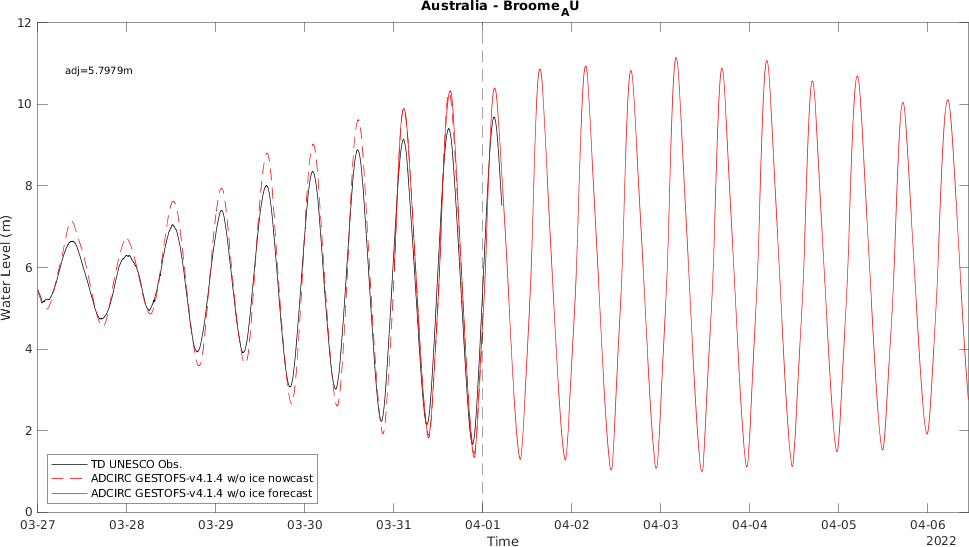 Australia - Broome_AU
12
adj=5.7979m
10
8
6
4
2
0
Water Level (m)
TD UNESCO Obs.
ADCIRC GESTOFS-v4.1.4 w/o ice nowcast
ADCIRC GESTOFS-v4.1.4 w/o ice forecast
03-27 03-28 03-29 03-30 03-31 04-01 04-02 04-03 04-04 04-05 04-06
Time
2022